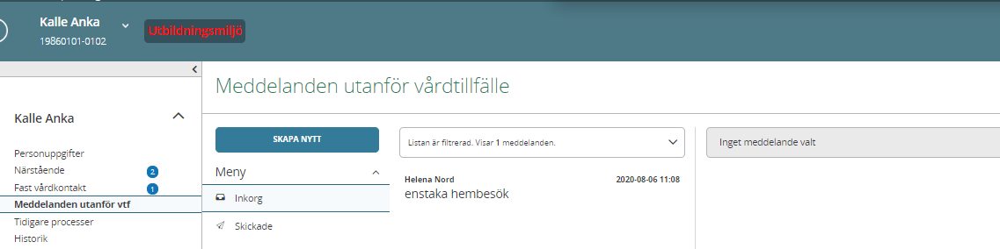 Kalle Anka
19860101-0102
Utbildningsmiljö
Kalle Anka
Personuppgifter
Närstående 2
Fast vårdkontakt 1
Meddelanden utanför vtf
Tidigare processer
Historik
Meddelanden utanför vårdtillfälle
SKAPA NYTT
Meny
Inkorg
Skickade
Listan är filtrerad. Visar 1 meddelanden.
Helena Nord 2020-08-06 11:08
enstaka hembesök
Inget meddelande valt